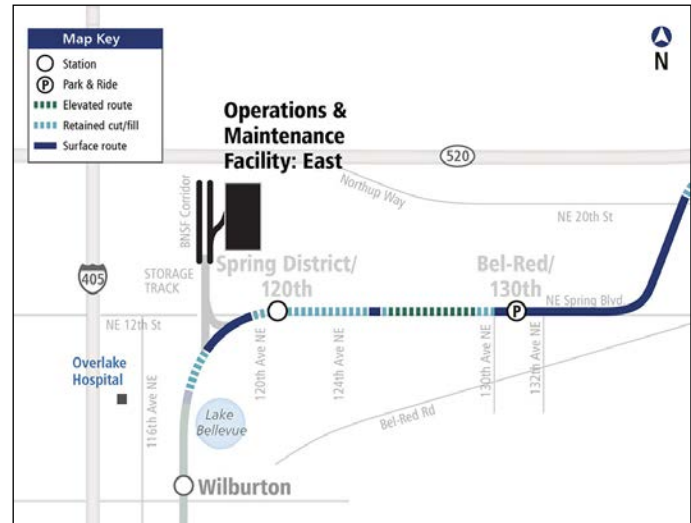 Map Key
Station
P Park & Ride
Elevated route
Retained cut/fill
Surface route
N
Operations &
Maintenance
Facility: East
520
Northup Way
BNSF Corridor
NE 20th St
405
STORAGE
TRACK
Spring District/
120th
Bel-Red/
130th
NE Spring Blvd
P
NE 12th St
120th Ave NE
124th Ave NE
130th Ave NE
132th Ave NE
Overlake
Hospital
116th Ave NE
Lake
Bellevue
Bel-Red Rd
Wilburton